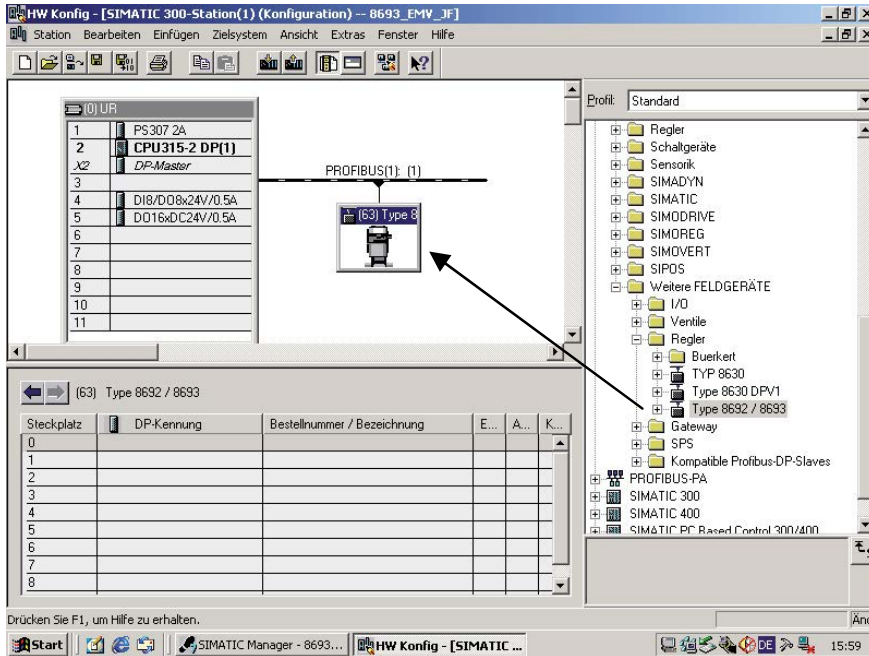 HW Konfig - [SIMATIC 300-Station(1) (Konfiguration) -- 8693_EMV_JF]
Station Bearbeiten Einfügen Zielsystem Ansicht Extras Fenster Hilfe
(0) UR
1 PS307 2A
2 CPU315-2 DP(1)
X2 DP-Master
3
4 DI8/DO8x24V/0.5A
5 DO16xDC24V/0.5A
6
7
8
9
10
11
PROFIBUS(1): (1)
(63) Type 8
Profil: Standard
Regler
Schaltgeräte
Sensorik
SIMADYN
SIMATIC
SIMODRIVE
SIMOREG
SIMOVERT
SIPOS
Weitere FELDGERÄTE
I/O
Ventile
Regler
Buerkert
TYP 8630
Type 8630 DPV1
Type 8692 / 8693
Gateway
SPS
Kompatible Profibus-DP-Slaves
PROFIBUS-PA
SIMATIC 300
SIMATIC 400
SIMATIC PC Based Control 300/400
(63) Type 8692 / 8693
Steckplatz DP-Kennung Bestellnummer / Bezeichnung E... A... K...
0
1
2
3
4
5
6
7
8
Drücken Sie F1, um Hilfe zu erhalten.
Änd
Start SIMATIC Manager - 8693... HW Konfig - [SIMATIC ... DE 15:59